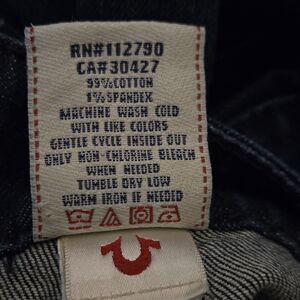 RN#112790
CA#30427
99%COTTON
1%SPANDEX
MACHINE WASH COLD
WITH LIKE COLORS
GENTLE CYCLE INSIDE OUT
ONLY NON-CHLORINE BLEACH
WHEN NEEDED
TUMBLE DRY LOW
WARM IRON IF NEEDED